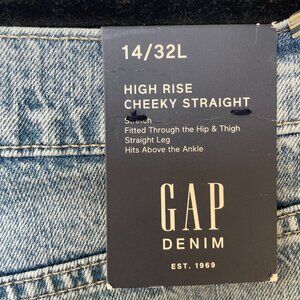 14/32L
HIGH RISE
CHEEKY STRAIGHT
Stretch
Fitted Through the Hip & Thigh
Straight Leg
Hits Above the Ankle
GAP
DENIM
EST. 1969